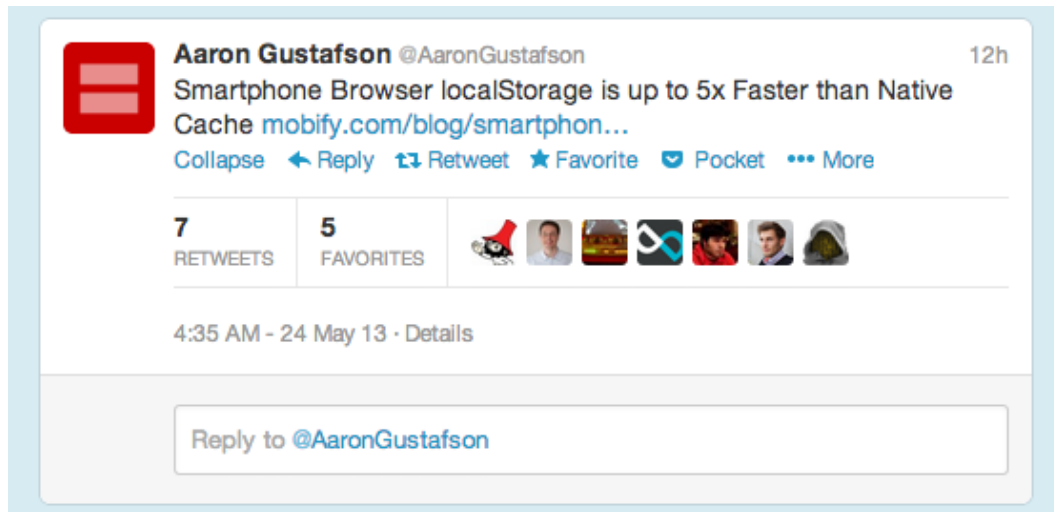 Aaron Gustafson @AaronGustafson 12h
Smartphone Browser localStorage is up to 5x Faster than Native
Cache mobify.com/blog/smartphon...
Collapse Reply Retweet Favorite Pocket More
7 5
RETWEETS FAVORITES
4:35 AM - 24 May 13 · Details
Reply to @AaronGustafson